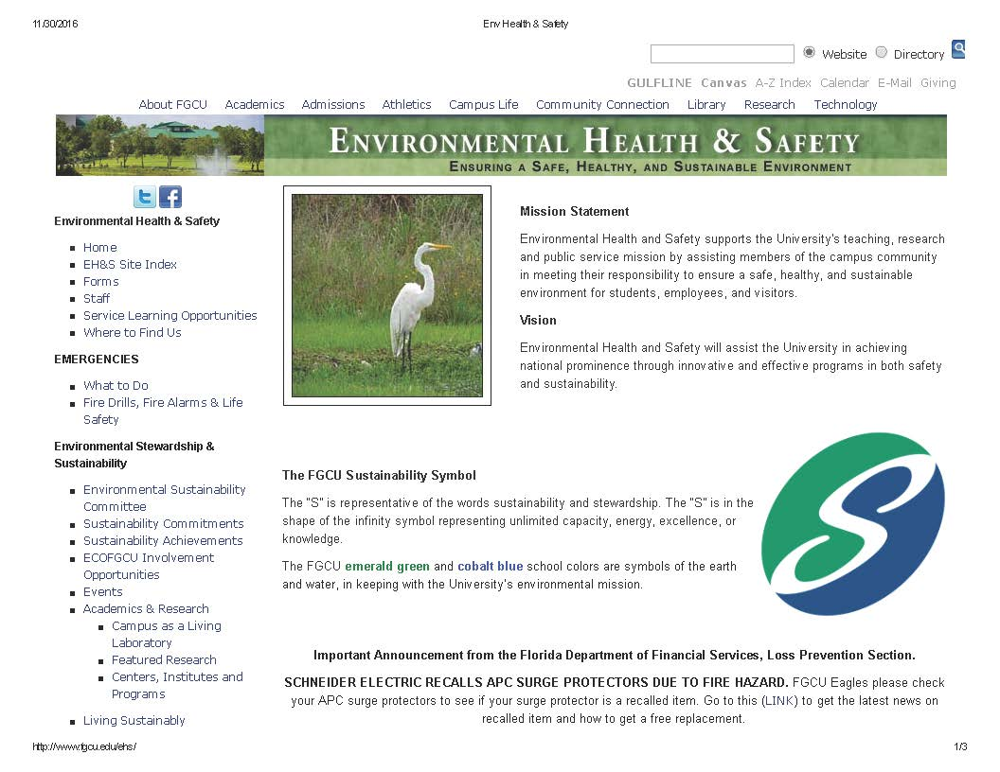 11/30/2016
Env Health & Safety
Website Directory
GULFLINE Canvas A-Z Index Calendar E-Mail Giving
About FGCU Academics Admissions Athletics Campus Life Community Connection Library Research Technology
ENVIRONMENTAL HEALTH & SAFETY
ENSURING A SAFE, HEALTHY, AND SUSTAINABLE ENVIRONMENT
Environmental Health & Safety
Home
EH&S Site Index
Forms
Staff
Service Learning Opportunities
Where to Find Us
EMERGENCIES
What to Do
Fire Drills, Fire Alarms & Life
Safety
Environmental Stewardship &
Sustainability
Environmental Sustainability
Committee
Sustainability Commitments
Sustainability Achievements
ECOFGCU Involvement
Opportunities
Events
Academics & Research
Campus as a Living
Laboratory
Featured Research
Centers, Institutes and
Programs
Living Sustainably
Mission Statement
Environmental Health and Safety supports the University's teaching, research
and public service mission by assisting members of the campus community
in meeting their responsibility to ensure a safe, healthy, and sustainable
environment for students, employees, and visitors.
Vision
Environmental Health and Safety will assist the University in achieving
national prominence through innovative and effective programs in both safety
and sustainability.
The FGCU Sustainability Symbol
The "S" is representative of the words sustainability and stewardship. The "S" is in the
shape of the infinity symbol representing unlimited capacity, energy, excellence, or
knowledge.
The FGCU emerald green and cobalt blue school colors are symbols of the earth
and water, in keeping with the University's environmental mission.
Important Announcement from the Florida Department of Financial Services, Loss Prevention Section.
SCHNEIDER ELECTRIC RECALLS APC SURGE PROTECTORS DUE TO FIRE HAZARD. FGCU Eagles please check
your APC surge protectors to see if your surge protector is a recalled item. Go to this (LINK) to get the latest news on
recalled item and how to get a free replacement.
http://www.fgcu.edu/ehs/
1/3